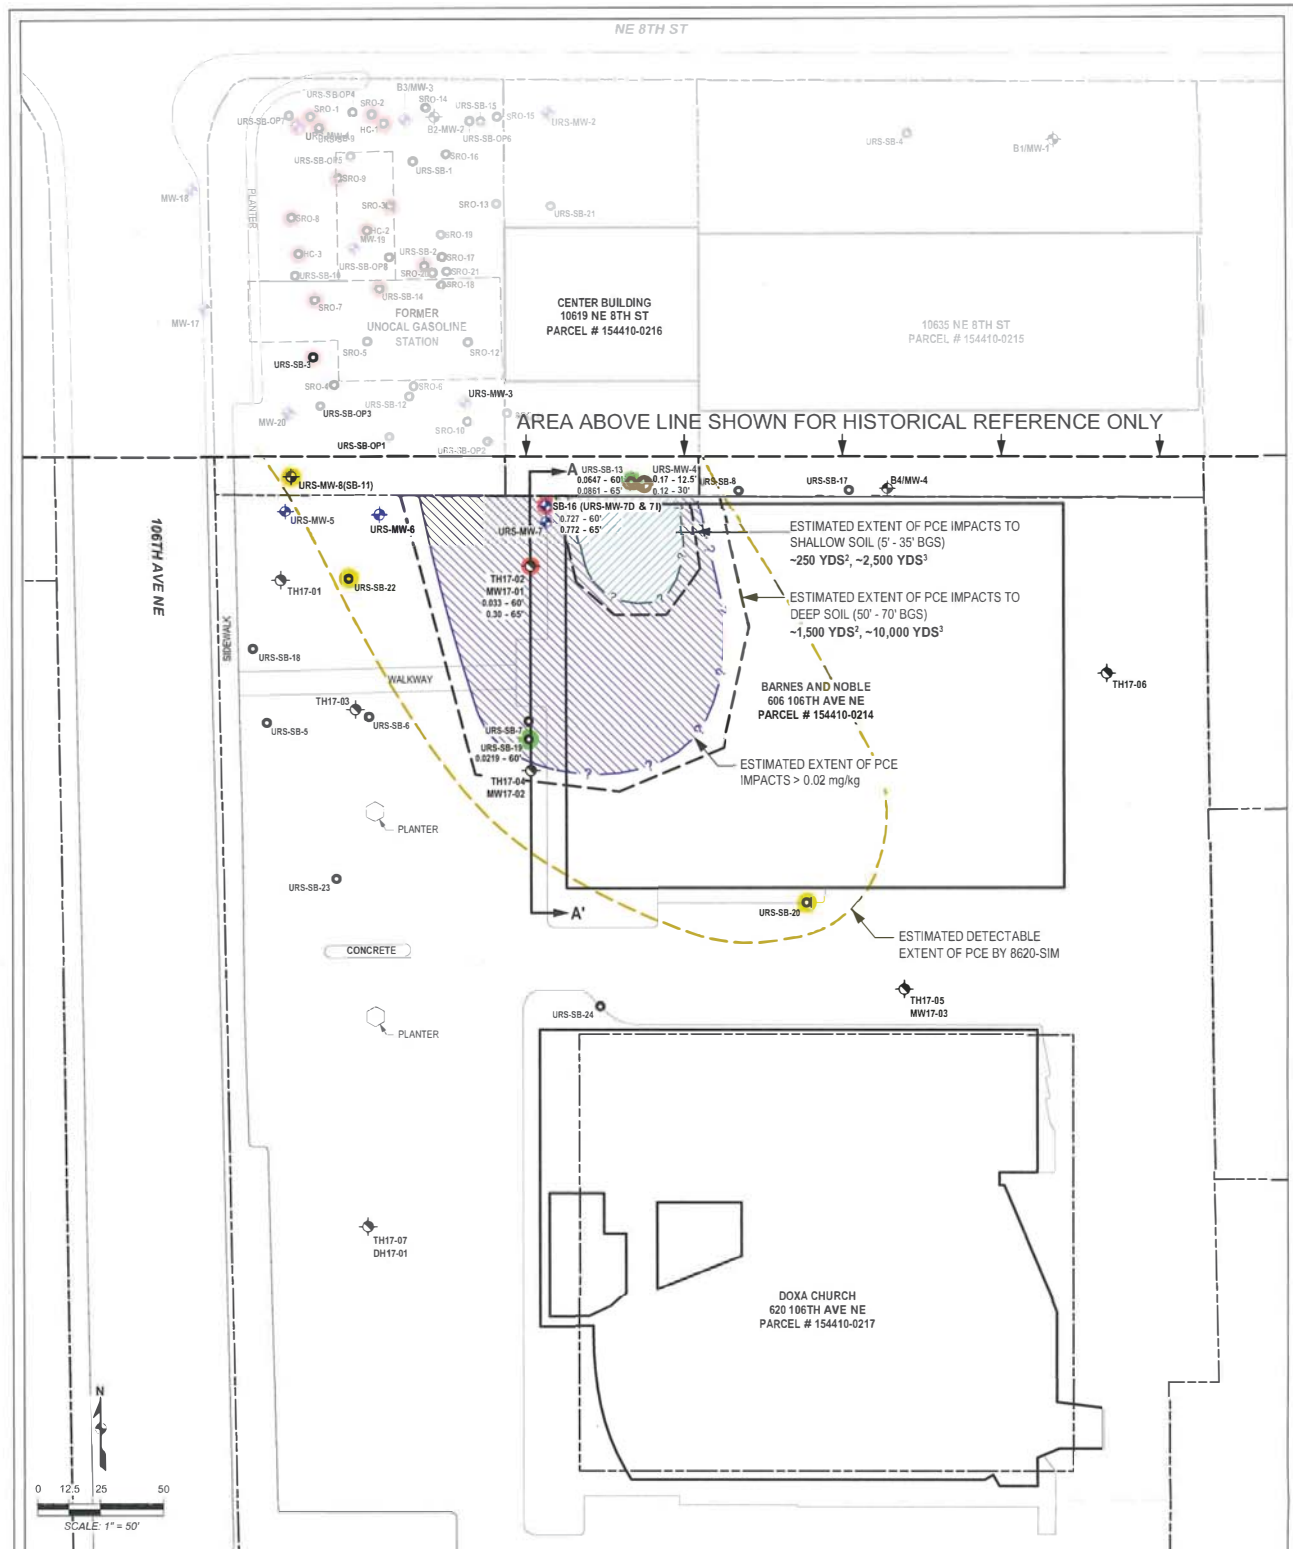 NE 8TH ST
B3/MW-3
URS-SB-OP4
SRO-14
SRO-1
SRO-2
URS-SB-15
URS-SB-OP7
SRO-15
URS-MW-2
HC-1
B2-MW-2
URS-SB-OP6
URS-SB-9
URS-SB-4
B1/MW-1
URS-SB-OP5
SRO-16
URS-SB-1
SRO-9
MW-18
PLANTER
SRO-3
SRO-13
URS-SB-21
SRO-8
HC-2
MW-19
SRO-19
HC-3
URS-SB-2
SRO-17
URS-SB-OP8
SRO-20
SRO-21
URS-SB-10
SRO-18
URS-SB-14
SRO-7
MW-17
FORMER
UNOCAL GASOLINE
STATION
CENTER BUILDING
10619 NE 8TH ST
PARCEL # 154410-0216
10635 NE 8TH ST
PARCEL # 154410-0215
SRO-5
SRO-12
URS-SB-3
SRO-4
SRO-6
URS-SB-12
URS-MW-3
MW-20
URS-SB-OP3
SRO-10
URS-SB-OP1
URS-SB-OP2
AREA ABOVE LINE SHOWN FOR HISTORICAL REFERENCE ONLY
A
URS-SB-13
0.0647 - 60'
0.0861 - 65'
URS-MW-4
0.17 - 12.5'
0.12 - 30'
URS-SB-8
URS-SB-17
B4/MW-4
URS-MW-8(SB-11)
SB-16 (URS-MW-7D & 7I)
0.727 - 60'
0.772 - 65'
URS-MW-5
URS-MW-6
URS-MW-7
106TH AVE NE
ESTIMATED EXTENT OF PCE IMPACTS TO
SHALLOW SOIL (5' - 35' BGS)
~250 YDS², ~2,500 YDS³
TH17-01
URS-SB-22
TH17-02
MW17-01
0.033 - 60'
0.30 - 65'
ESTIMATED EXTENT OF PCE IMPACTS TO
DEEP SOIL (50' - 70' BGS)
~1,500 YDS², ~10,000 YDS³
SIDEWALK
URS-SB-18
WALKWAY
BARNES AND NOBLE
606 106TH AVE NE
PARCEL # 154410-0214
TH17-06
TH17-03
URS-SB-6
URS-SB-5
URS-SB-7
URS-SB-19
0.0219 - 60'
TH17-04
MW17-02
ESTIMATED EXTENT OF PCE
IMPACTS > 0.02 mg/kg
PLANTER
URS-SB-23
A'
URS-SB-20
CONCRETE
ESTIMATED DETECTABLE
EXTENT OF PCE BY 8620-SIM
TH17-05
MW17-03
URS-SB-24
PLANTER
TH17-07
DH17-01
DOXA CHURCH
620 106TH AVE NE
PARCEL # 154410-0217
N
0 12.5 25 50
SCALE: 1" = 50'
? ? ? ? ? ? ? ? ?